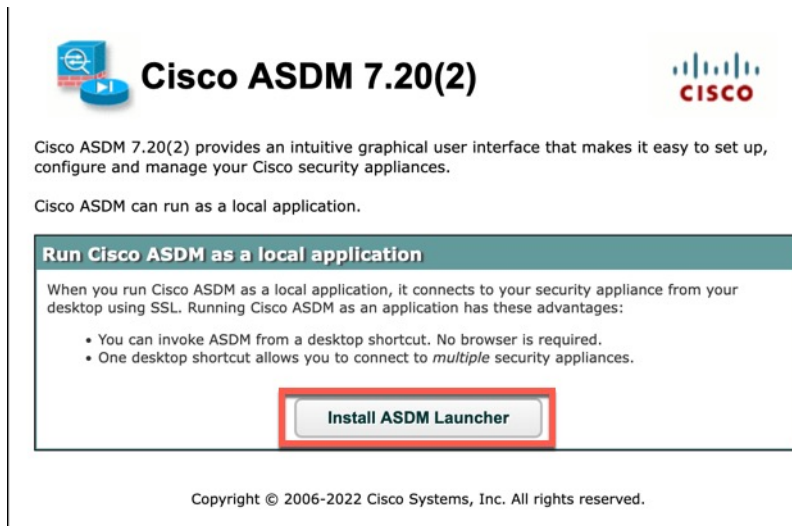 Cisco ASDM 7.20(2)
CISCO
Cisco ASDM 7.20(2) provides an intuitive graphical user interface that makes it easy to set up,
configure and manage your Cisco security appliances.
Cisco ASDM can run as a local application.
Run Cisco ASDM as a local application
When you run Cisco ASDM as a local application, it connects to your security appliance from your
desktop using SSL. Running Cisco ASDM as an application has these advantages:
• You can invoke ASDM from a desktop shortcut. No browser is required.
• One desktop shortcut allows you to connect to multiple security appliances.
Install ASDM Launcher
Copyright © 2006-2022 Cisco Systems, Inc. All rights reserved.